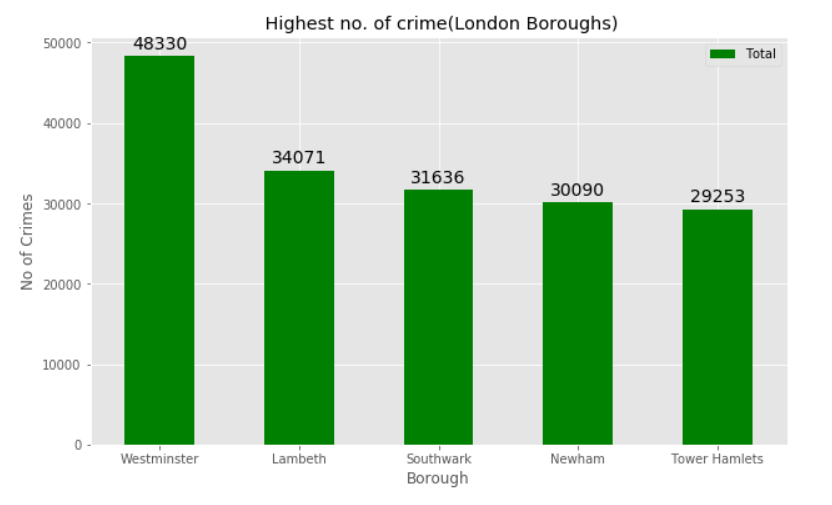 Highest no. of crime(London Boroughs)
50000
40000
30000
20000
10000
0
No of Crimes
48330
34071
31636
30090
29253
Total
Westminster Lambeth Southwark Newham Tower Hamlets
Borough